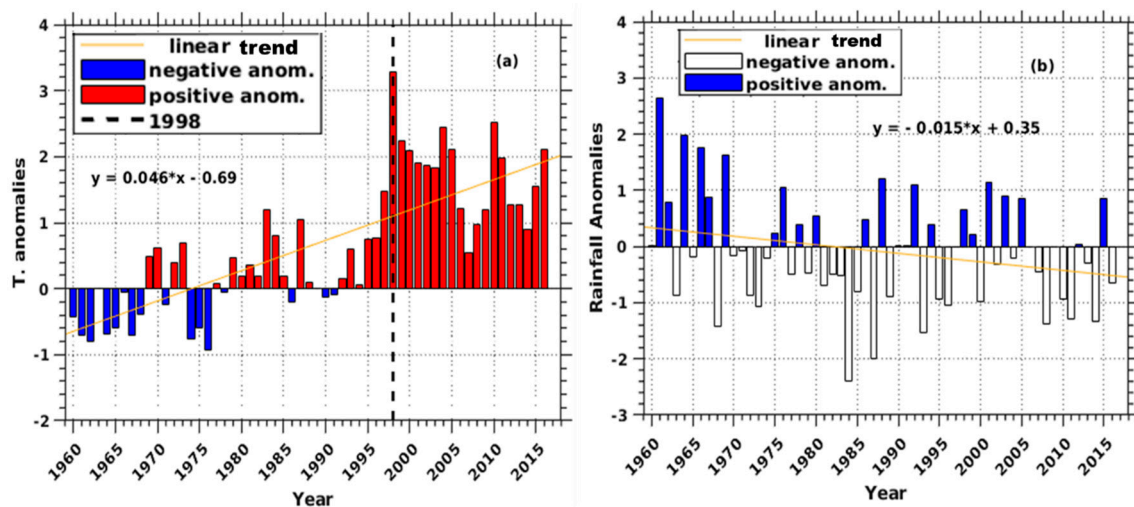 4
3
2
1
0
-1
-2
T. anomalies
linear trend
negative anom.
positive anom.
1998
(a)
y = 0.046*x - 0.69
1960
1965
1970
1975
1980
1985
1990
1995
2000
2005
2010
2015
Year
4
3
2
1
0
-1
-2
-3
Rainfall Anomalies
linear trend
negative anom.
positive anom.
(b)
y = - 0.015*x + 0.35
1960
1965
1970
1975
1980
1985
1990
1995
2000
2005
2010
2015
Year